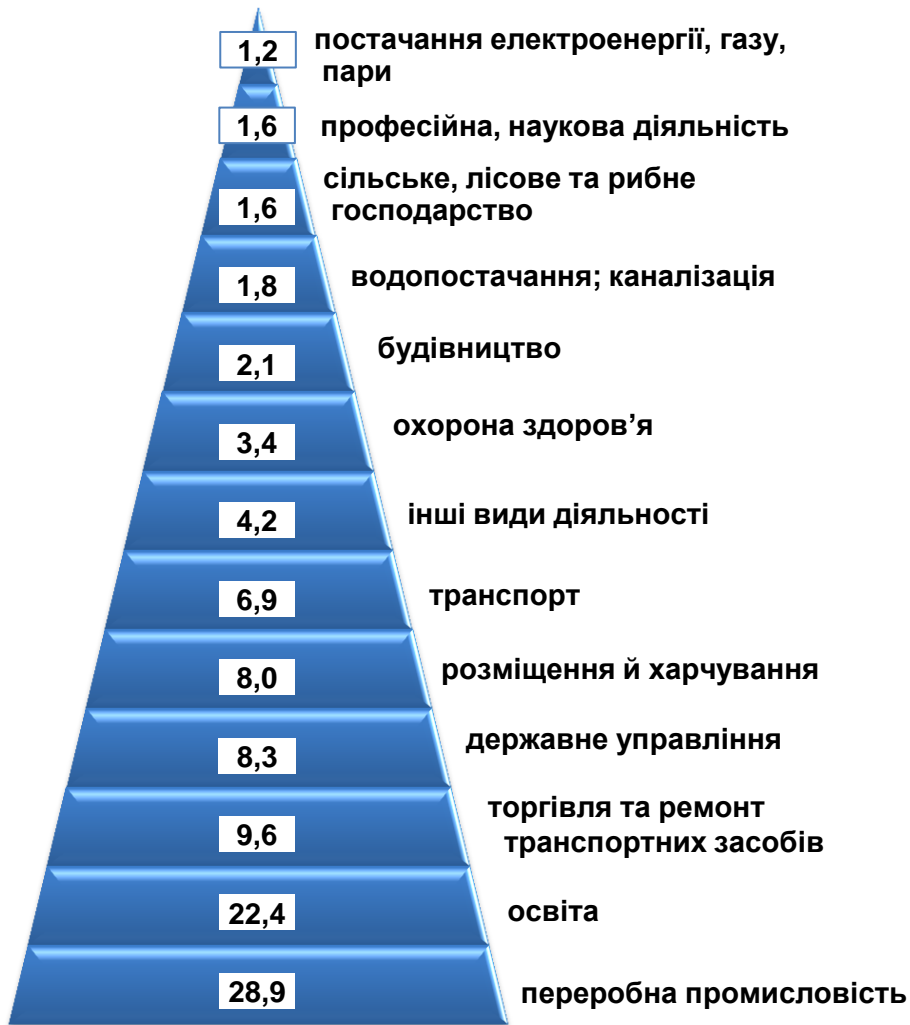 1,2 постачання електроенергії, газу,
пари
1,6 професійна, наукова діяльність
сільське, лісове та рибне
1,6 господарство
1,8 водопостачання; каналізація
2,1 будівництво
3,4 охорона здоров’я
4,2 інші види діяльності
6,9 транспорт
8,0 розміщення й харчування
8,3 державне управління
торгівля та ремонт
9,6 транспортних засобів
22,4 освіта
28,9 переробна промисловість